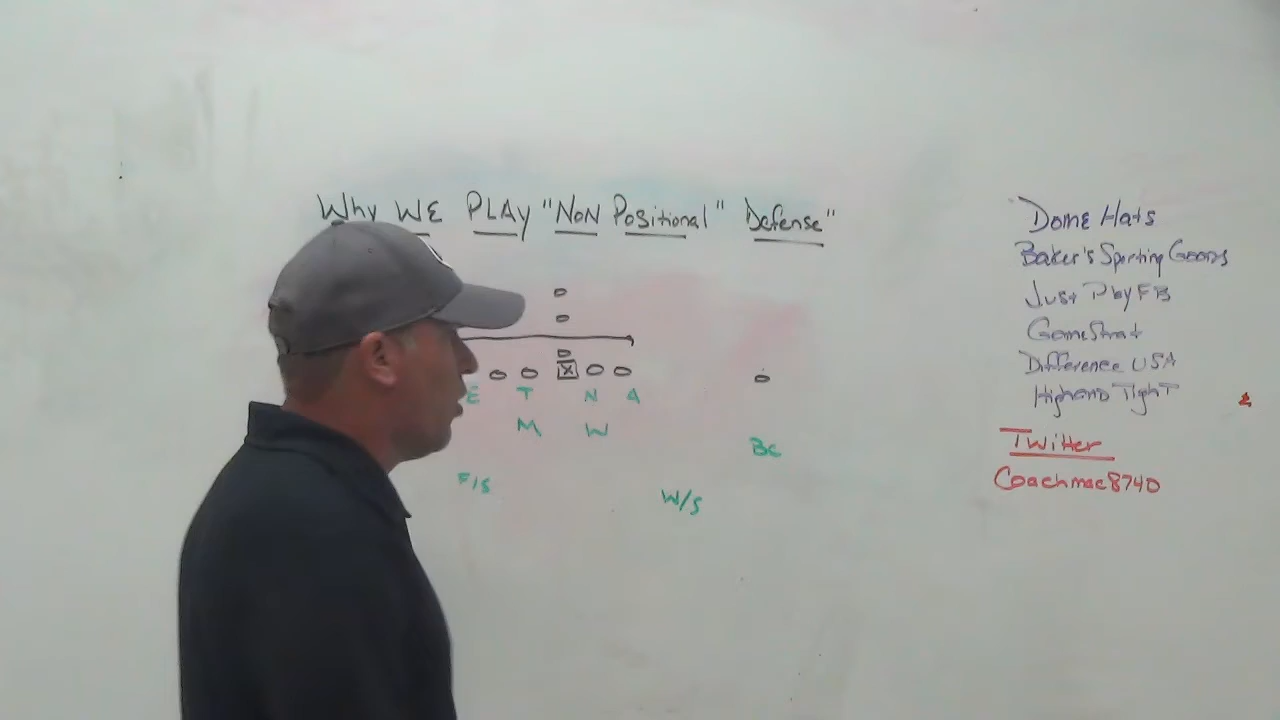 Why WE PLAy "NoN Positional" Defense"
X
E T N A
M W
BC
F/S
W/S
Dome Hats
Baker's Sporting Goods
Just Play FB
GameStrat
Difference USA
Highand Tight
Twitter
Coachmac8740